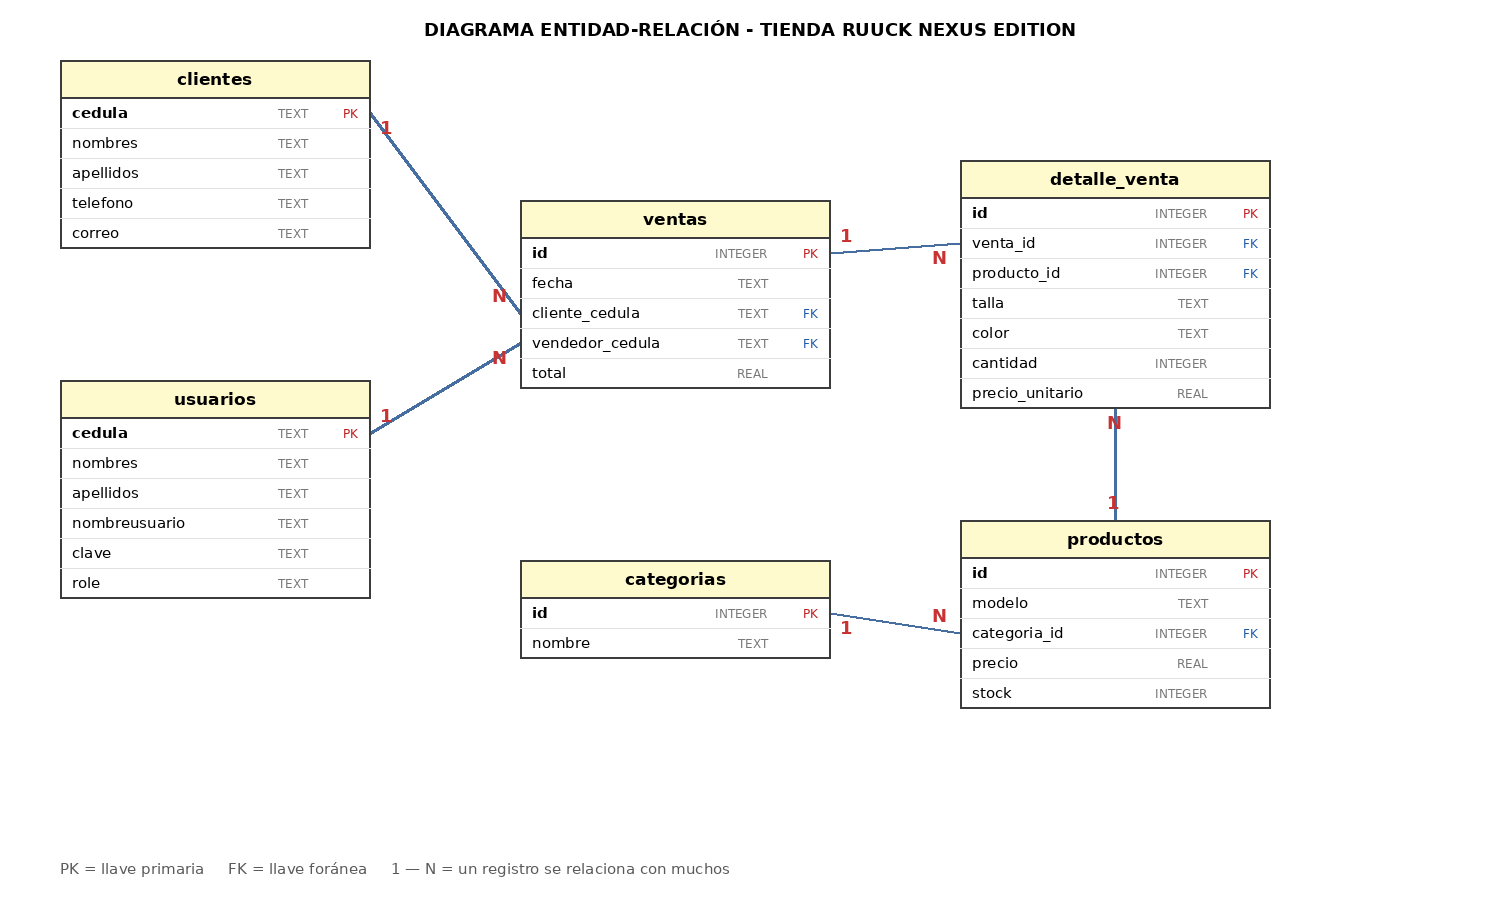 DIAGRAMA ENTIDAD-RELACIÓN - TIENDA RUUCK NEXUS EDITION
clientes
cedula TEXT PK
nombres TEXT
apellidos TEXT
telefono TEXT
correo TEXT
1
N
usuarios
cedula TEXT PK
nombres TEXT
apellidos TEXT
nombreusuario TEXT
clave TEXT
role TEXT
1
N
ventas
id INTEGER PK
fecha TEXT
cliente_cedula TEXT FK
vendedor_cedula TEXT FK
total REAL
1
N
detalle_venta
id INTEGER PK
venta_id INTEGER FK
producto_id INTEGER FK
talla TEXT
color TEXT
cantidad INTEGER
precio_unitario REAL
N
1
categorias
id INTEGER PK
nombre TEXT
1
N
productos
id INTEGER PK
modelo TEXT
categoria_id INTEGER FK
precio REAL
stock INTEGER
PK = llave primaria FK = llave foránea 1 — N = un registro se relaciona con muchos